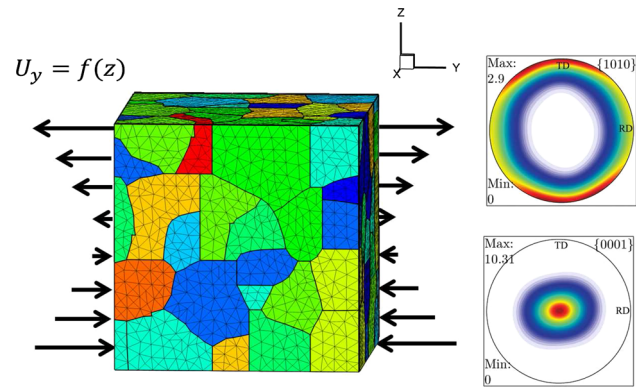 Z
X
Y
U_y = f(z)
Max:
2.9
TD
{1010}
RD
Min:
0
Max:
10.31
TD
{0001}
RD
Min:
0